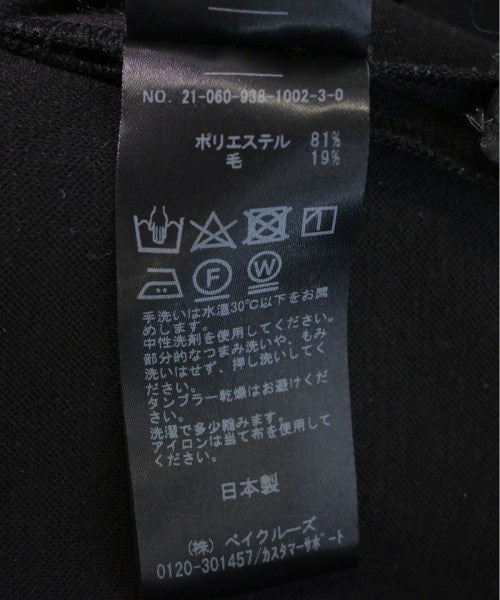 NO. 21-060-938-1002-3-0
ポリエステル 81%
毛 19%
F W
手洗いは水温30℃以下をお薦
めします。
中性洗剤を使用してください。
部分的なつまみ洗いや、もみ
洗いはせず、押し洗いしてく
ださい。
タンブラー乾燥はお避けくだ
さい。
洗濯で多少縮みます。
アイロンは当て布を使用して
ください。
日本製
(株) ベイクルーズ
0120-301457/カスタマーサポート